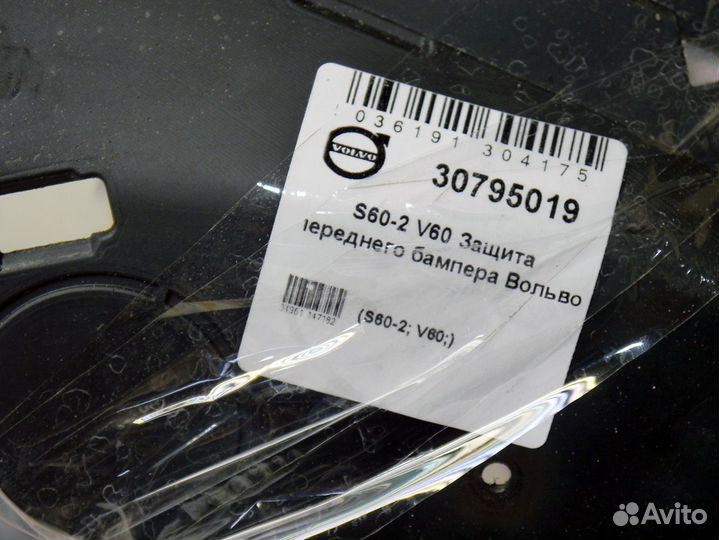 036191 304175
VOLVO
30795019
S60-2 V60 Защита
переднего бампера Вольво
(S60-2; V60;)
Avito